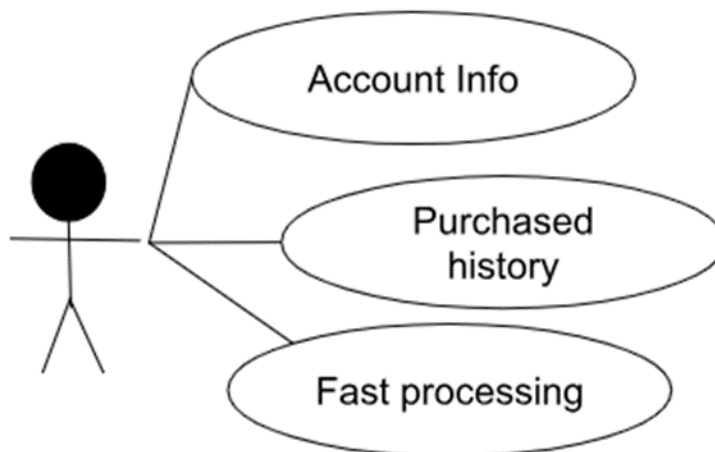 Account Info
Purchased
history
Fast processing